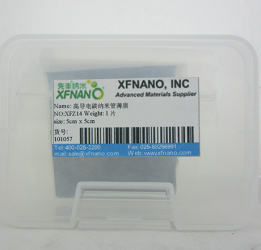 先丰纳米
XFNANO
XFNANO, INC
Advanced Materials Supplier
Name: 高导电碳纳米管薄膜
NO:XFZ14 Weight: 1 片
size: 5cm x 5cm
货号:
101057
Tel:400-025-3200
Fax:025-68256991
mail:sale@xfnano.com
Web: www.xfnano.com